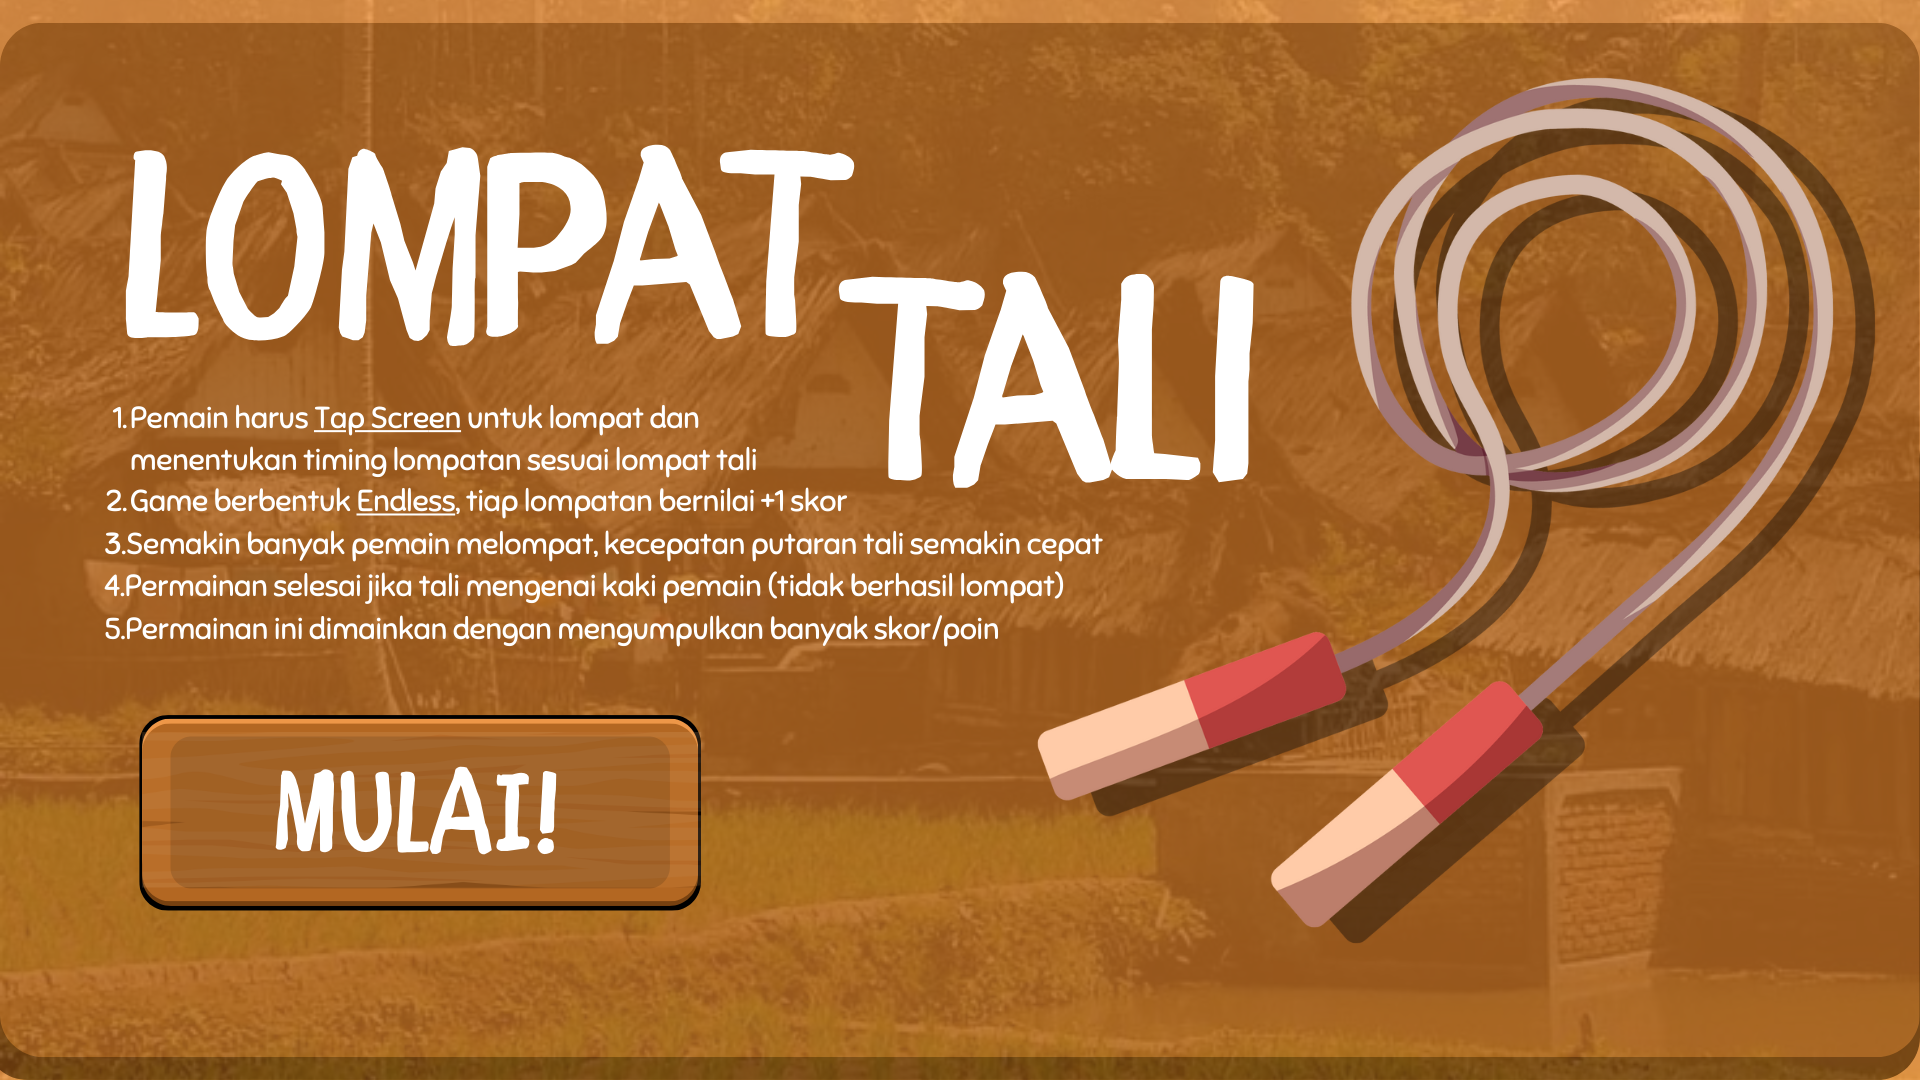 LOMPAT
TALI
1.Pemain harus Tap Screen untuk lompat dan
menentukan timing lompatan sesuai lompat tali
2.Game berbentuk Endless, tiap lompatan bernilai +1 skor
3.Semakin banyak pemain melompat, kecepatan putaran tali semakin cepat
4.Permainan selesai jika tali mengenai kaki pemain (tidak berhasil lompat)
5.Permainan ini dimainkan dengan mengumpulkan banyak skor/poin
MULAI!